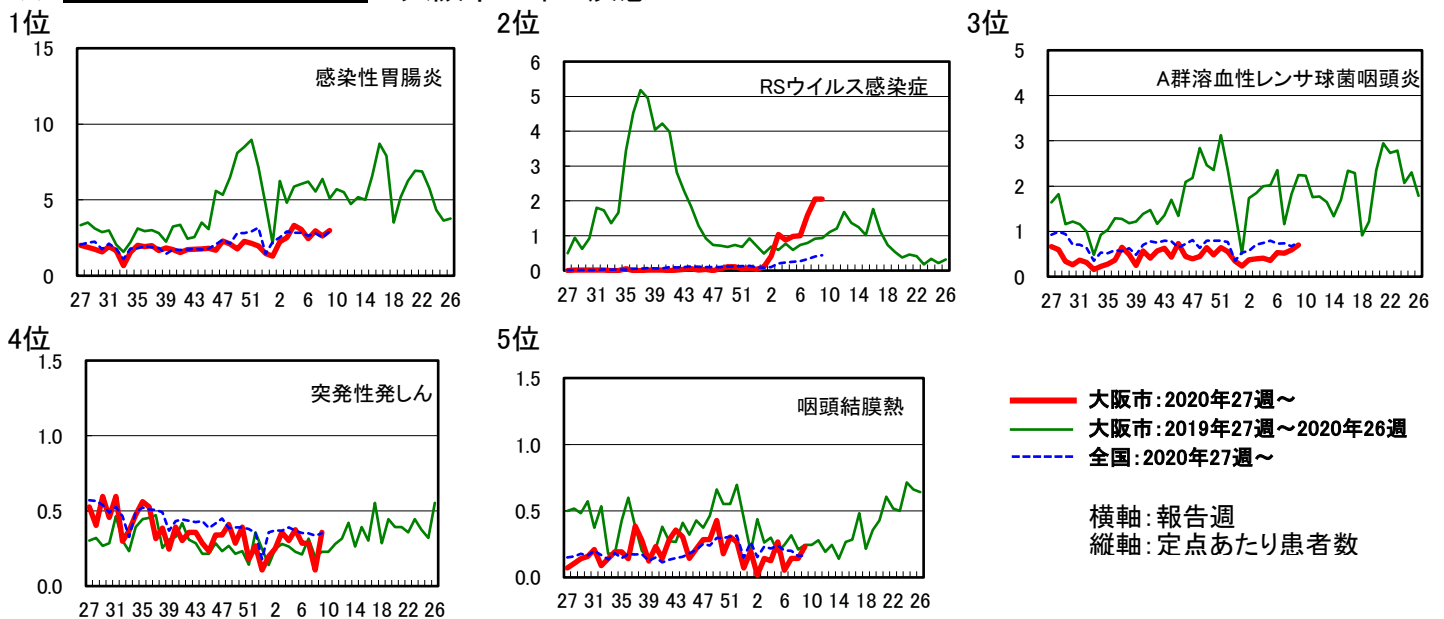 1位
15
10
5
0
感染性胃腸炎
27 31 35 39 43 47 51 2 6 10 14 18 22 26
2位
6
5
4
3
2
1
0
RSウイルス感染症
27 31 35 39 43 47 51 2 6 10 14 18 22 26
3位
5
4
3
2
1
0
A群溶血性レンサ球菌咽頭炎
27 31 35 39 43 47 51 2 6 10 14 18 22 26
4位
1.5
1.0
0.5
0.0
突発性発しん
27 31 35 39 43 47 51 2 6 10 14 18 22 26
5位
1.5
1.0
0.5
0.0
咽頭結膜熱
27 31 35 39 43 47 51 2 6 10 14 18 22 26
大阪市:2020年27週～
大阪市:2019年27週～2020年26週
全国:2020年27週～
横軸:報告週
縦軸:定点あたり患者数